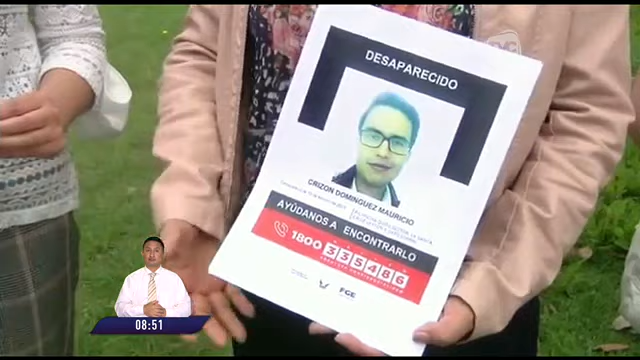 DESAPARECIDO
CRIZON DOMINGUEZ MAURICIO
AYÚDANOS A ENCONTRARLO
1800 335486
FGE
08:51